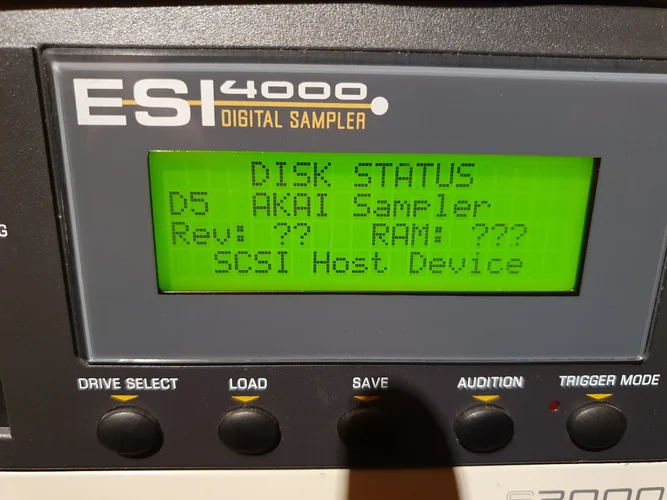 ESI 4000
DIGITAL SAMPLER
DISK STATUS
D5 AKAI Sampler
Rev: ?? RAM: ???
SCSI Host Device
G
DRIVE SELECT LOAD SAVE AUDITION TRIGGER MODE